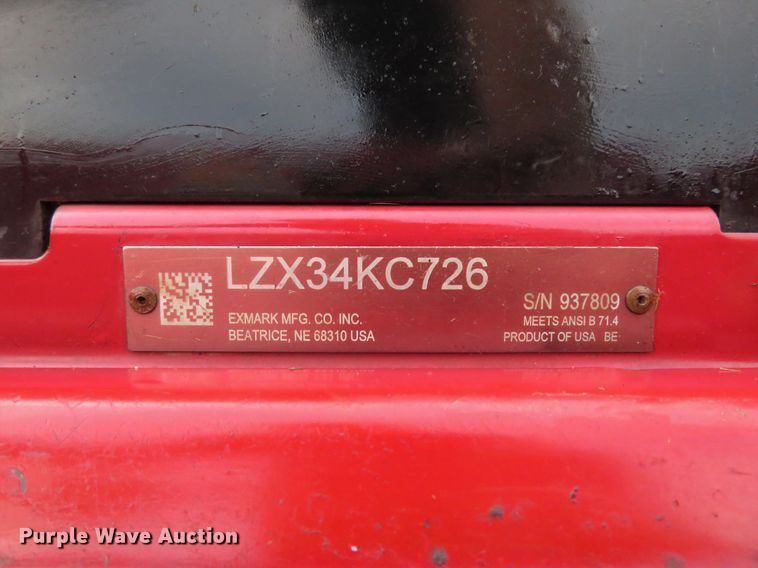 LZX34KC726
EXMARK MFG. CO. INC.
BEATRICE, NE 68310 USA
S/N 937809
MEETS ANSI B 71.4
PRODUCT OF USA BE
Purple Wave Auction